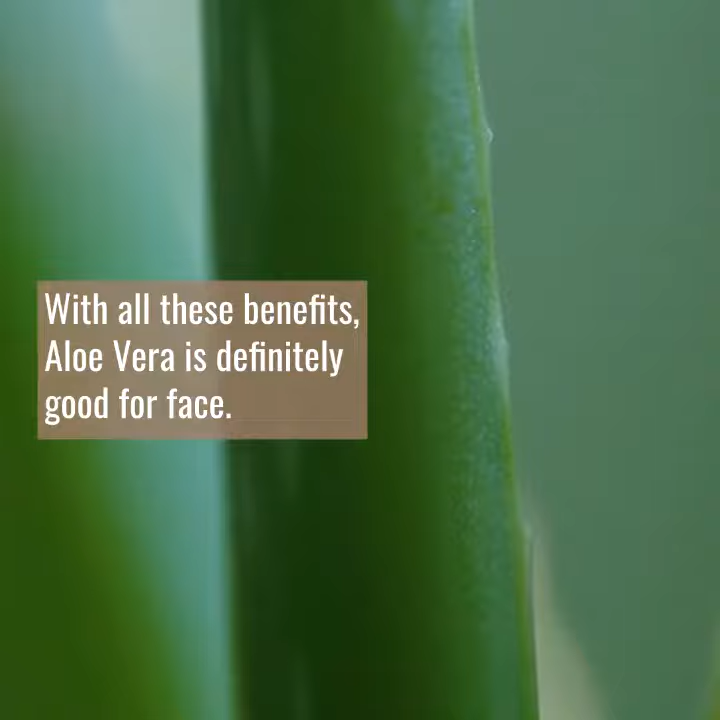 With all these benefits,
Aloe Vera is definitely
good for face.